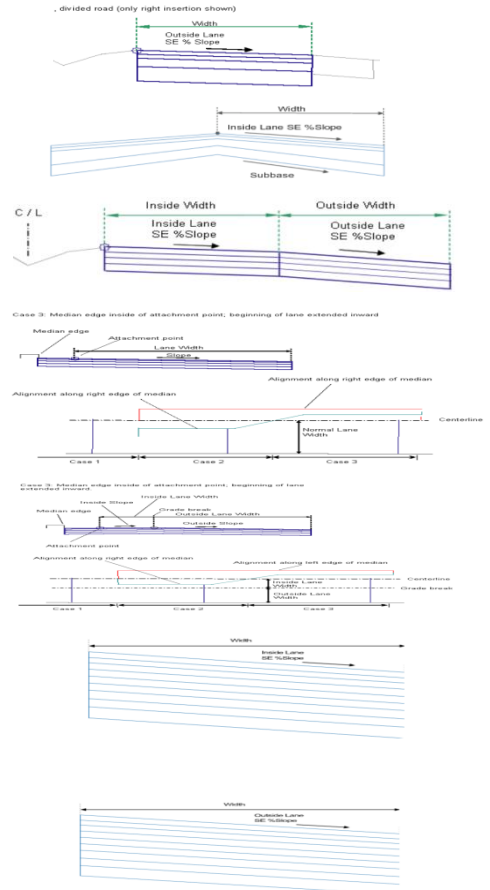 , divided road (only right insertion shown)
Width
Outside Lane
SE % Slope
Width
Inside Lane SE %Slope
Subbase
Inside Width
Outside Width
C / L
Inside Lane
SE %Slope
Outside Lane
SE %Slope
Case 3: Median edge inside of attachment point; beginning of lane extended inward
Median edge
Attachment point
Lane Width
Slope
Alignment along right edge of median
Alignment along right edge of median
Centerline
Normal Lane
Width
Case 1
Case 2
Case 3
Case 3: Median edge inside of attachment point, beginning of lane
extended inward.
Inside Lane Width
Inside Slope
Grade break
Median edge
Outside Lane Width
Outside Slope
Attachment point
Alignment along right edge of median
Alignment along left edge of median
Centerline
Inside Lane
Width
Grade break
Outside Lane
Width
Case 1
Case 2
Case 3
Width
Inside Lane
SE %Slope
Width
Outside Lane
SE %Slope